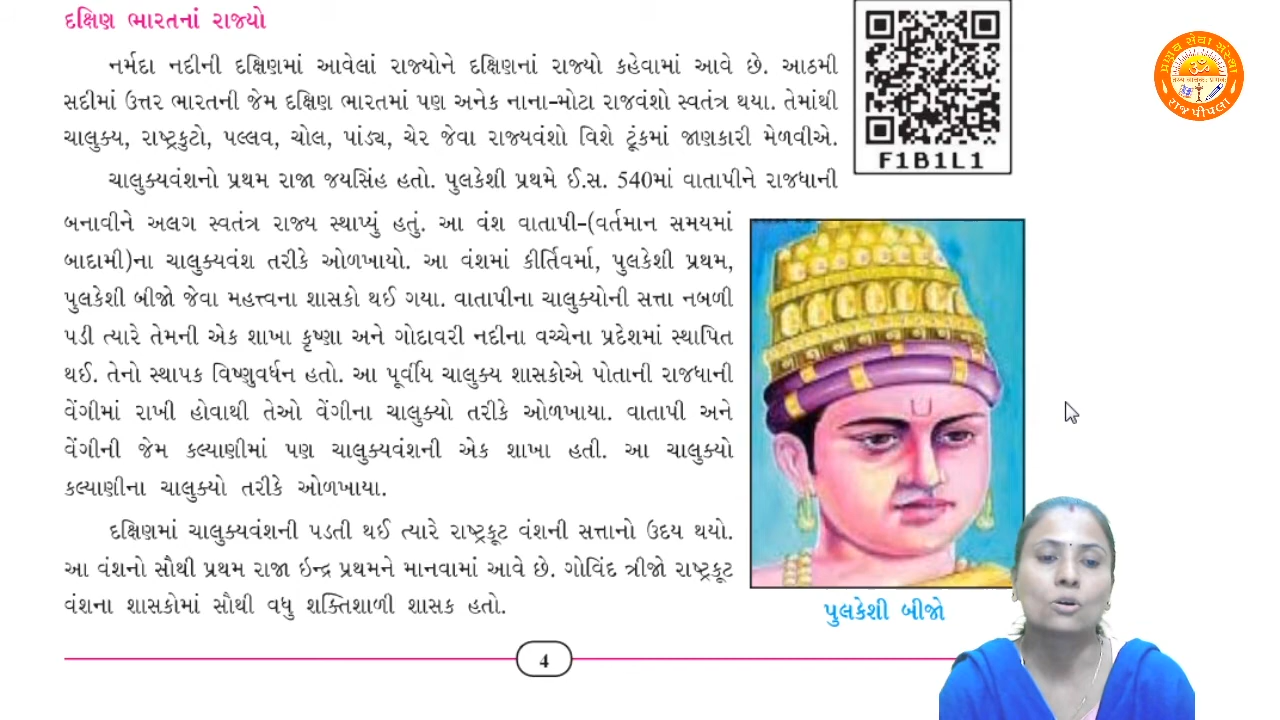 દક્ષિણ ભારતનાં રાજ્યો
નર્મદા નદીની દક્ષિણમાં આવેલાં રાજ્યોને દક્ષિણનાં રાજ્યો કહેવામાં આવે છે. આઠમી
સદીમાં ઉત્તર ભારતની જેમ દક્ષિણ ભારતમાં પણ અનેક નાના-મોટા રાજવંશો સ્વતંત્ર થયા. તેમાંથી
ચાલુક્ય, રાષ્ટ્રકુટો, પલ્લવ, ચોલ, પાંડ્ય, ચેર જેવા રાજ્યવંશો વિશે ટૂંકમાં જાણકારી મેળવીએ.
F1B1L1
ચાલુક્યવંશનો પ્રથમ રાજા જયસિંહ હતો. પુલકેશી પ્રથમે ઈ.સ. 540માં વાતાપીને રાજધાની
બનાવીને અલગ સ્વતંત્ર રાજ્ય સ્થાપ્યું હતું. આ વંશ વાતાપી-(વર્તમાન સમયમાં
બાદામી)ના ચાલુક્યવંશ તરીકે ઓળખાયો. આ વંશમાં કીર્તિવર્મા, પુલકેશી પ્રથમ,
પુલકેશી બીજો જેવા મહત્ત્વના શાસકો થઈ ગયા. વાતાપીના ચાલુક્યોની સત્તા નબળી
પડી ત્યારે તેમની એક શાખા કૃષ્ણા અને ગોદાવરી નદીના વચ્ચેના પ્રદેશમાં સ્થાપિત
થઈ. તેનો સ્થાપક વિષ્ણુવર્ધન હતો. આ પૂર્વીય ચાલુક્ય શાસકોએ પોતાની રાજધાની
વેંગીમાં રાખી હોવાથી તેઓ વેંગીના ચાલુક્યો તરીકે ઓળખાયા. વાતાપી અને
વેંગીની જેમ કલ્યાણીમાં પણ ચાલુક્યવંશની એક શાખા હતી. આ ચાલુક્યો
કલ્યાણીના ચાલુક્યો તરીકે ઓળખાયા.
દક્ષિણમાં ચાલુક્યવંશની પડતી થઈ ત્યારે રાષ્ટ્રકૂટ વંશની સત્તાનો ઉદય થયો.
આ વંશનો સૌથી પ્રથમ રાજા ઇન્દ્ર પ્રથમને માનવામાં આવે છે. ગોવિંદ ત્રીજો રાષ્ટ્રકૂટ
વંશના શાસકોમાં સૌથી વધુ શક્તિશાળી શાસક હતો.
પુલકેશી બીજો
4
પ્રણવ સેવા સંસ્થા
ૐ
રાજપીપલા